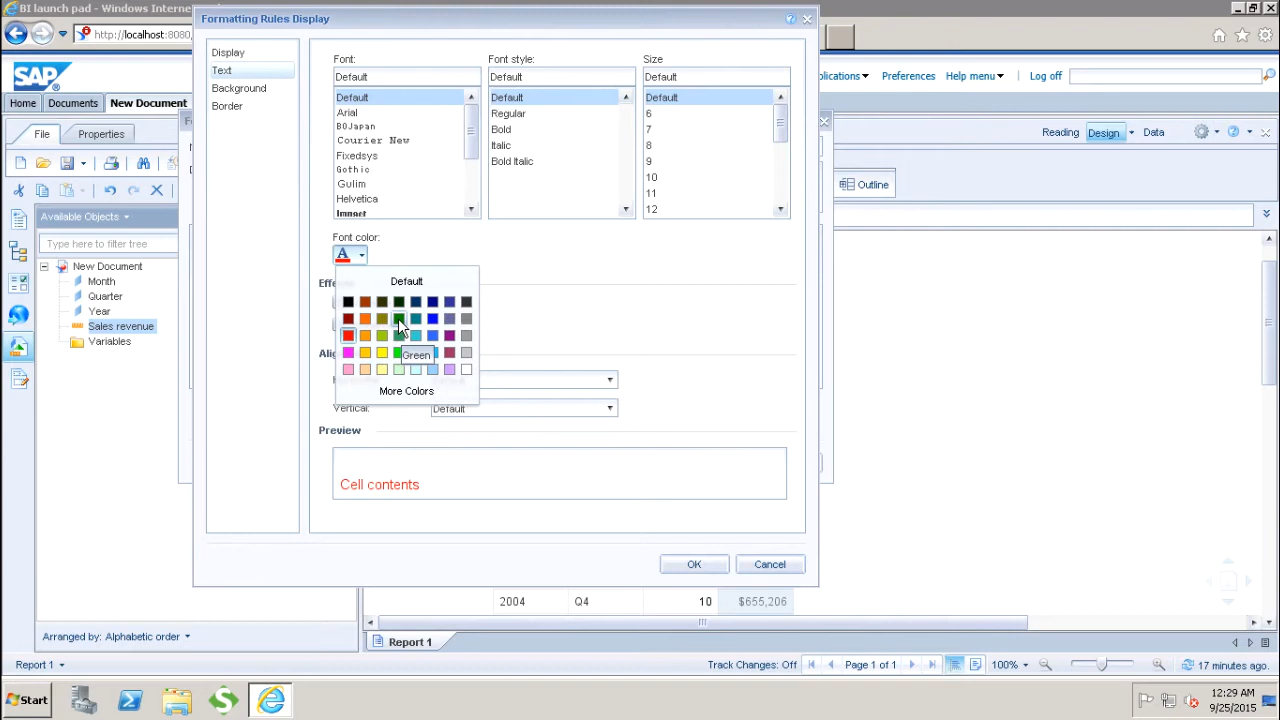 BI launch pad - Windows Intern
Formatting Rules Display
http://localhost:8080,
SAP
plications
Preferences
Help menu
Log off
Home
Documents
New Document
File
Properties
Reading
Design
Data
Outline
Available Objects
Type here to filter tree
New Document
Month
Quarter
Year
Sales revenue
Variables
Arranged by: Alphabetic order
Display
Text
Background
Border
Font:
Default
Default
Arial
BOJapan
Courier New
Fixedsys
Gothic
Gulim
Helvetica
Impact
Font style:
Default
Default
Regular
Bold
Italic
Bold Italic
Size
Default
Default
6
7
8
9
10
11
12
Font color:
A
Default
Green
More Colors
Vertical:
Default
Preview
Cell contents
OK
Cancel
2004 Q4 10 $655,206
Report 1
Report 1
Track Changes: Off
Page 1 of 1
100%
17 minutes ago.
Start
12:29 AM
9/25/2015